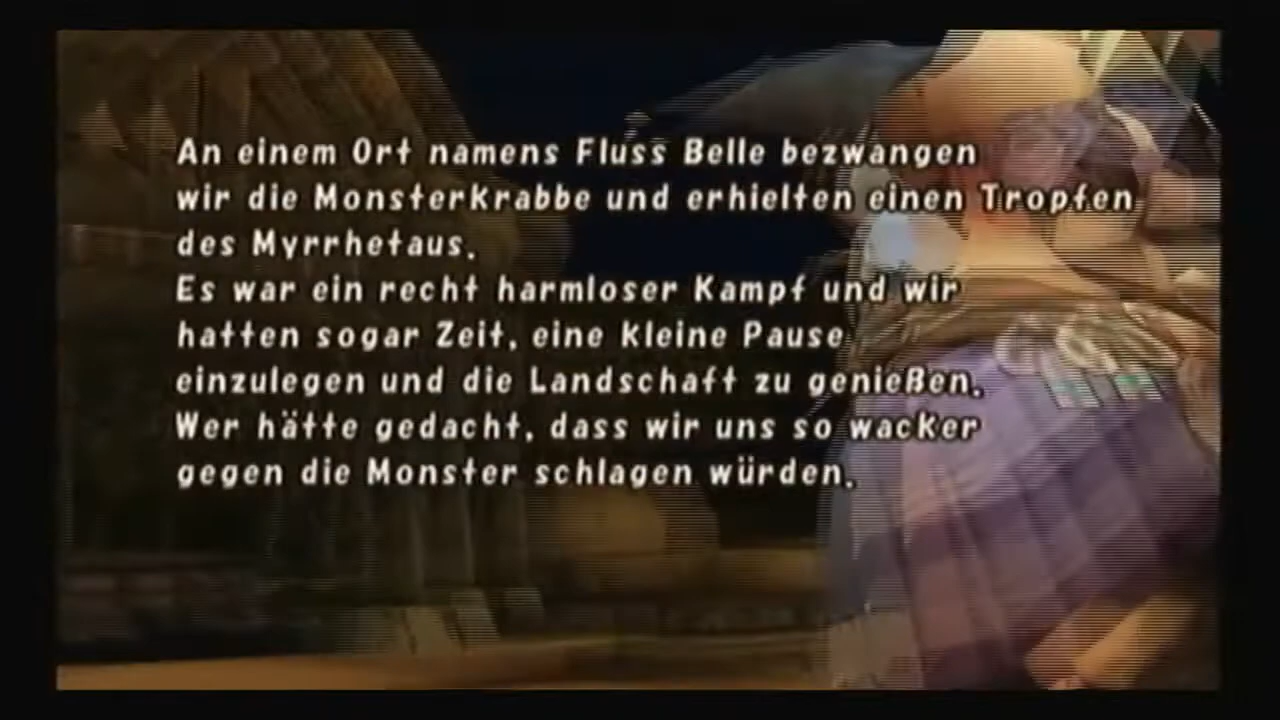 An einem Ort namens Fluss Belle bezwangen
wir die Monsterkrabbe und erhielten einen Tropfen
des Myrrhetaus.
Es war ein recht harmloser Kampf und wir
hatten sogar Zeit, eine kleine Pause
einzulegen und die Landschaft zu genießen.
Wer hätte gedacht, dass wir uns so wacker
gegen die Monster schlagen würden.